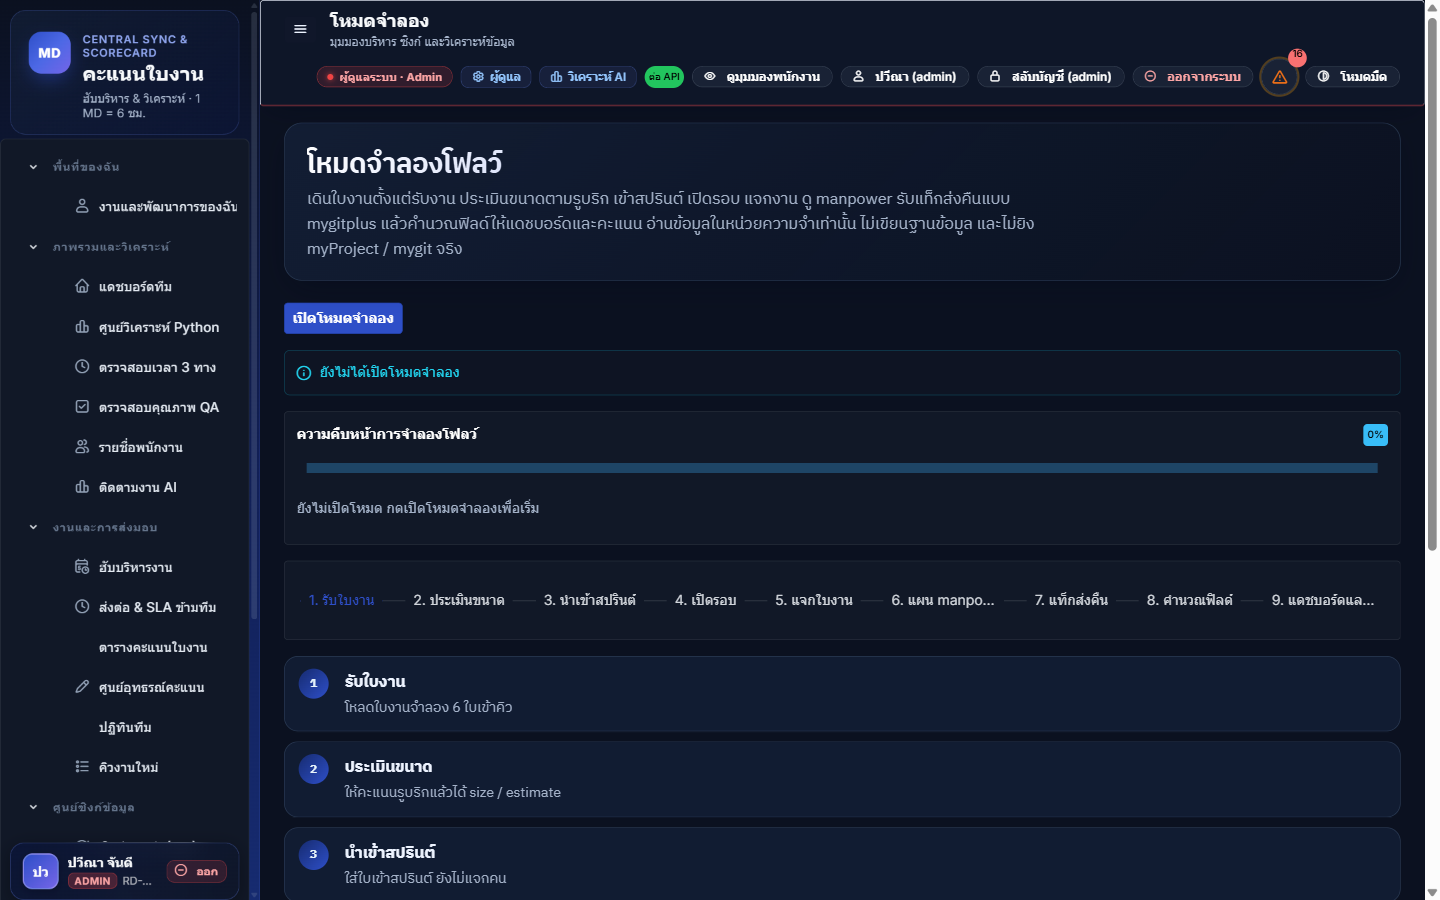 MD
CENTRAL SYNC &
SCORECARD
คะแนนใบงาน
ฮับบริหาร & วิเคราะห์ · 1
MD = 6 ชม.
พื้นที่ของฉัน
งานและพัฒนาการของฉัน
ภาพรวมและวิเคราะห์
แดชบอร์ดทีม
ศูนย์วิเคราะห์ Python
ตรวจสอบเวลา 3 ทาง
ตรวจสอบคุณภาพ QA
รายชื่อพนักงาน
ติดตามงาน AI
งานและการส่งมอบ
ฮับบริหารงาน
ส่งต่อ & SLA ข้ามทีม
ตารางคะแนนใบงาน
ศูนย์อุทธรณ์คะแนน
ปฏิทินทีม
คิวงานใหม่
ศูนย์ซิงก์ข้อมูล
ปว
ปวีณา จันดี
ADMIN RD-...
ออก
โหมดจำลอง
มุมมองบริหาร ซิงก์ และวิเคราะห์ข้อมูล
ผู้ดูแลระบบ · Admin
ผู้ดูแล
วิเคราะห์ AI
ต่อ API
ดูมุมมองพนักงาน
ปวีณา (admin)
สลับบัญชี (admin)
ออกจากระบบ
16
โหมดมืด
โหมดจำลองโฟลว์
เดินใบงานตั้งแต่รับงาน ประเมินขนาดตามรูบริก เข้าสปรินต์ เปิดรอบ แจกงาน ดู manpower รับแท็กส่งคืนแบบ
mygitplus แล้วคำนวณฟิลด์ให้แดชบอร์ดและคะแนน อ่านข้อมูลในหน่วยความจำเท่านั้น ไม่เขียนฐานข้อมูล และไม่ยิง
myProject / mygit จริง
เปิดโหมดจำลอง
ยังไม่ได้เปิดโหมดจำลอง
ความคืบหน้าการจำลองโฟลว์
0%
ยังไม่เปิดโหมด กดเปิดโหมดจำลองเพื่อเริ่ม
1. รับใบงาน
2. ประเมินขนาด
3. นำเข้าสปรินต์
4. เปิดรอบ
5. แจกใบงาน
6. แผน manpo...
7. แท็กส่งคืน
8. คำนวณฟิลด์
9. แดชบอร์ดแล...
1
รับใบงาน
โหลดใบงานจำลอง 6 ใบเข้าคิว
2
ประเมินขนาด
ให้คะแนนรูบริกแล้วได้ size / estimate
3
นำเข้าสปรินต์
ใส่ใบเข้าสปรินต์ ยังไม่แจกคน